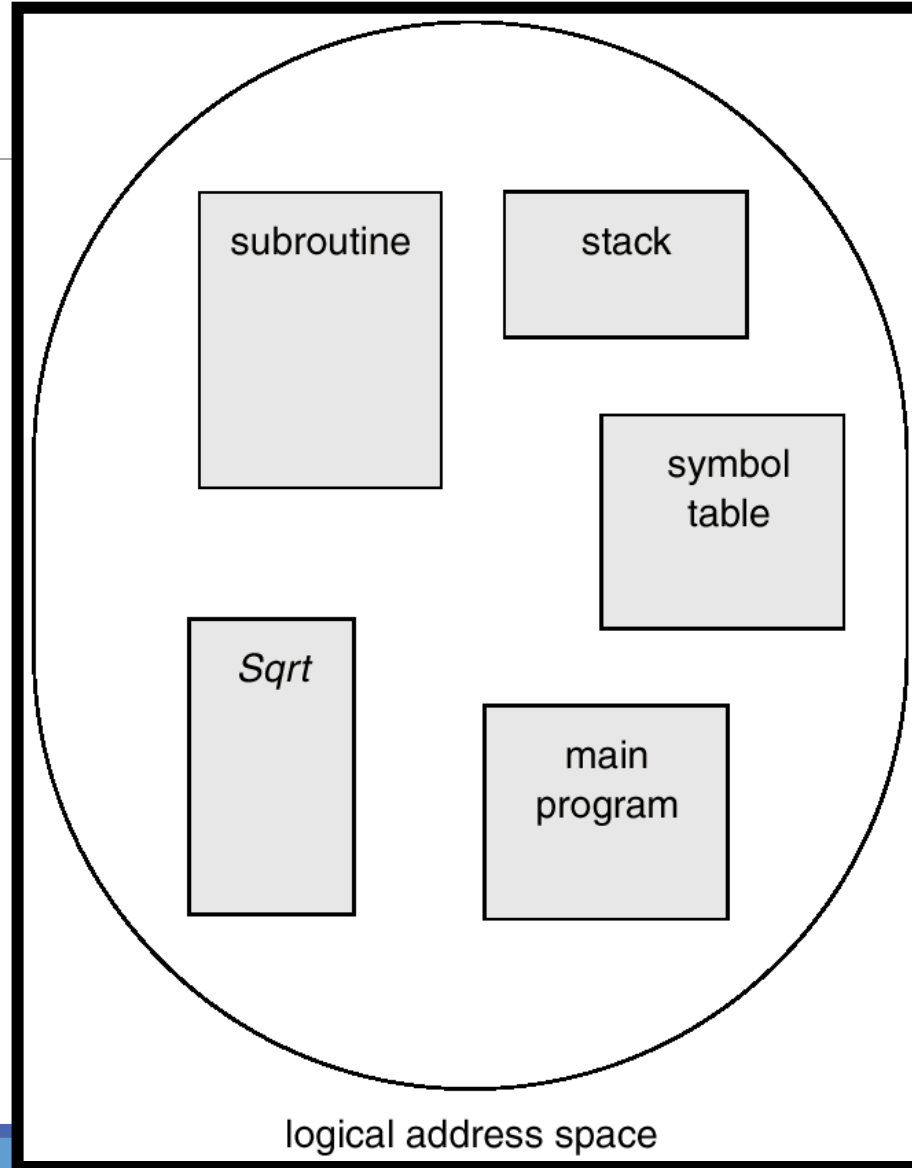 subroutine
stack
symbol
table
Sqrt
main
program
logical address space